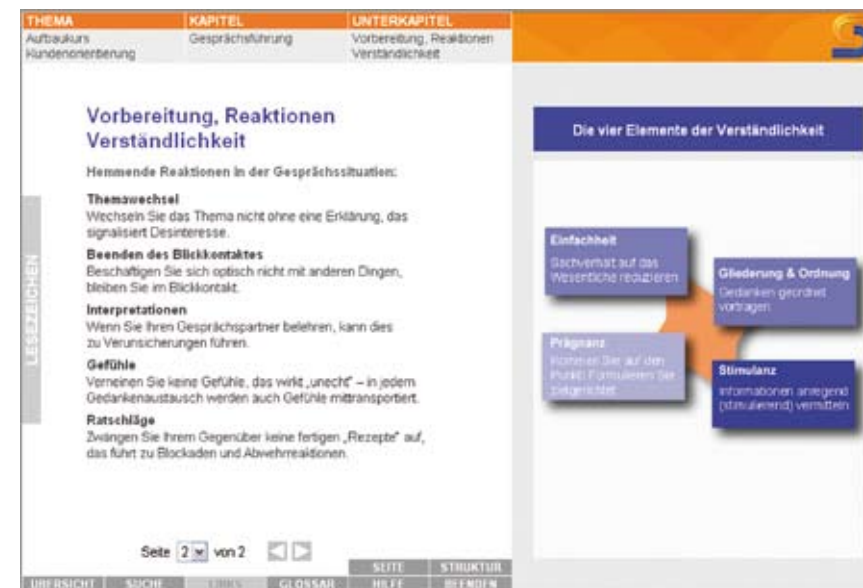 THEMA
Aufbaukurs
Kundenorientierung
KAPITEL
Gesprächsführung
UNTERKAPITEL
Vorbereitung, Reaktionen
Verständlichkeit
Vorbereitung, Reaktionen
Verständlichkeit
Hemmende Reaktionen in der Gesprächssituation:
Themawechsel
Wechseln Sie das Thema nicht ohne eine Erklärung, das
signalisiert Desinteresse.
Beenden des Blickkontaktes
Beschäftigen Sie sich optisch nicht mit anderen Dingen,
bleiben Sie im Blickkontakt.
Interpretationen
Wenn Sie Ihren Gesprächspartner belehren, kann dies
zu Verunsicherungen führen.
Gefühle
Verneinen Sie keine Gefühle, das wirkt „unecht“ – in jedem
Gedankenaustausch werden auch Gefühle mittransportiert.
Ratschläge
Zwängen Sie Ihrem Gegenüber keine fertigen „Rezepte“ auf,
das führt zu Blockaden und Abwehrreaktionen.
LESEZEICHEN
Seite 2 von 2
SEITE STRUKTUR
ÜBERSICHT SUCHE LINKS GLOSSAR HILFE BEENDEN
Die vier Elemente der Verständlichkeit
Einfachheit
Sachverhalt auf das
Wesentliche reduzieren
Gliederung & Ordnung
Gedanken geordnet
vortragen
Prägnanz
Kommen Sie auf den
Punkt. Formulieren Sie
zielgerichtet
Stimulanz
Informationen anregend
(stimulierend) vermitteln